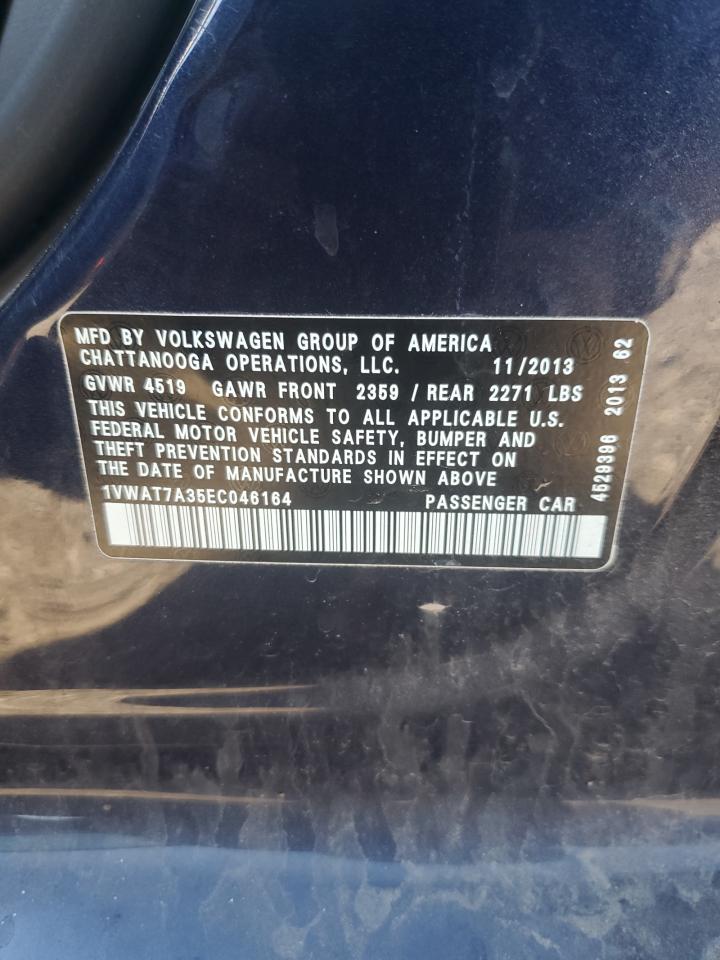 MFD BY VOLKSWAGEN GROUP OF AMERICA
CHATTANOOGA OPERATIONS, LLC. 11/2013
GVWR 4519 GAWR FRONT 2359 / REAR 2271 LBS
THIS VEHICLE CONFORMS TO ALL APPLICABLE U.S.
FEDERAL MOTOR VEHICLE SAFETY, BUMPER AND
THEFT PREVENTION STANDARDS IN EFFECT ON
THE DATE OF MANUFACTURE SHOWN ABOVE
1VWAT7A35EC046164 PASSENGER CAR
4529396 2013 62